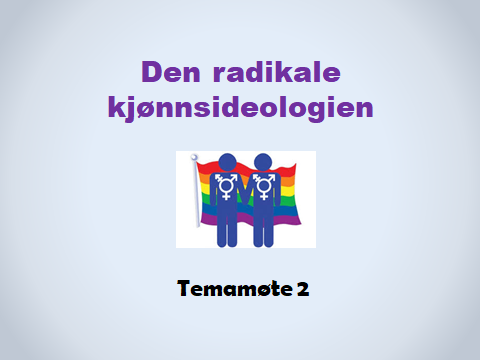 Den radikale
kjønnsideologien
Temamøte 2